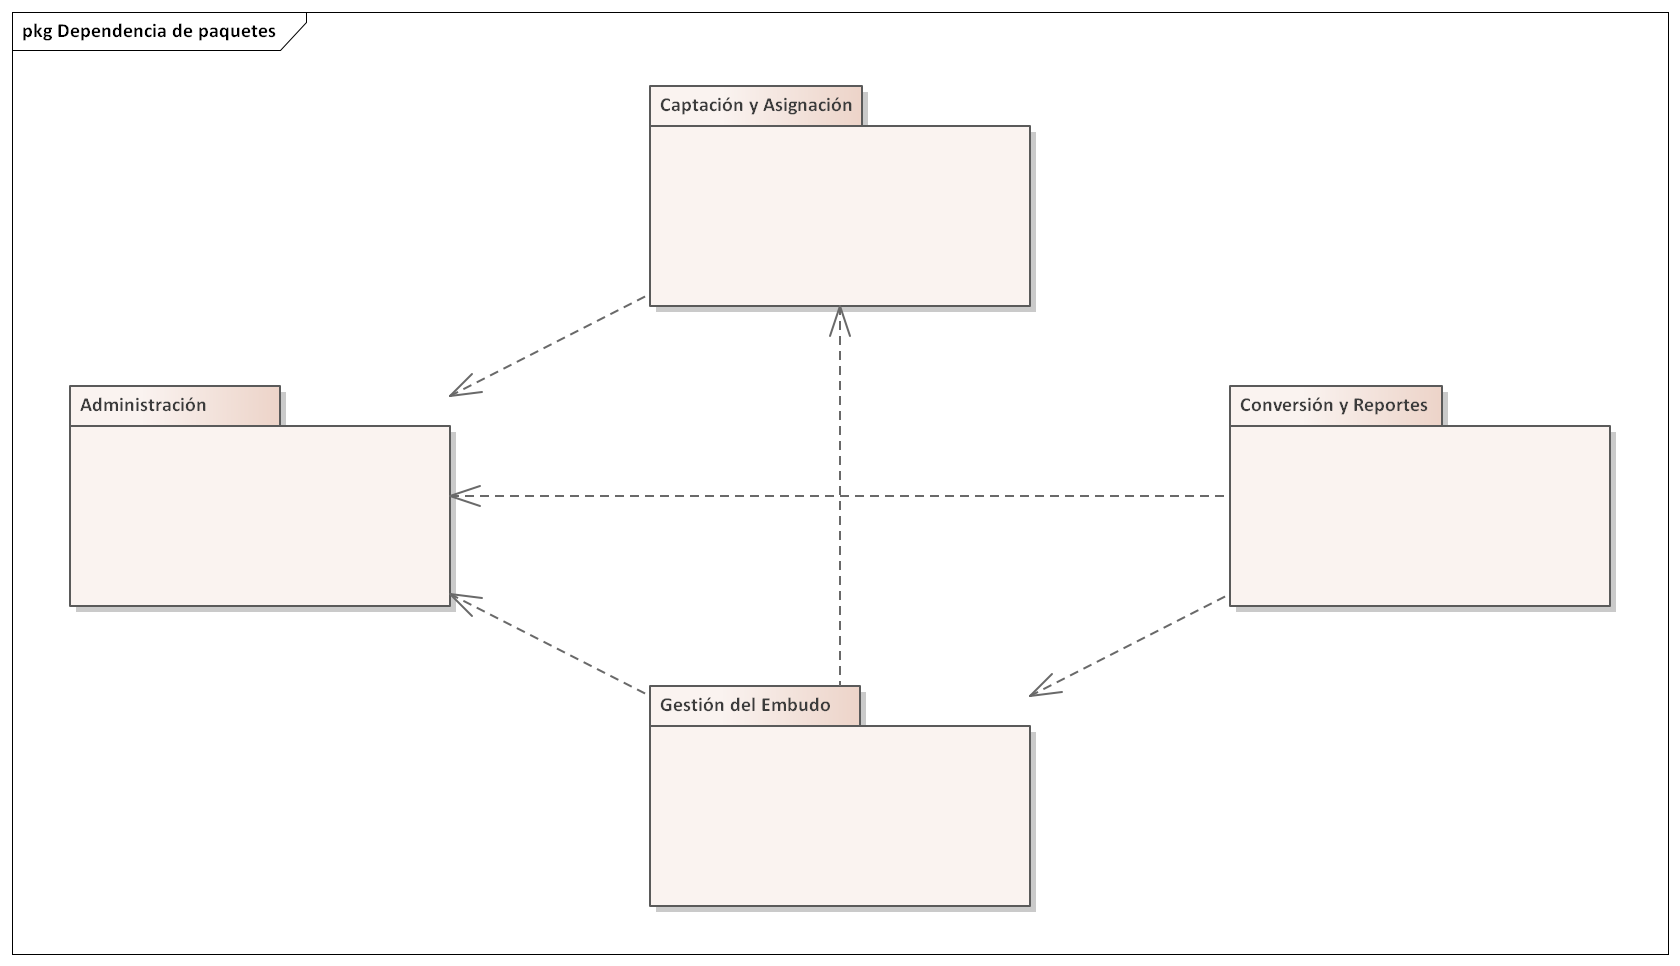 pkg Dependencia de paquetes
Captación y Asignación
Administración
Conversión y Reportes
Gestión del Embudo